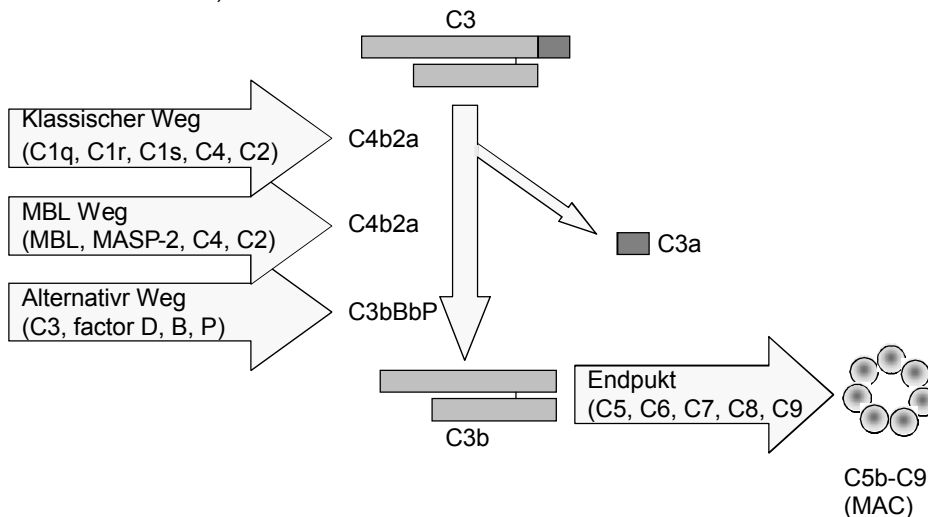 C3
Klassischer Weg
(C1q, C1r, C1s, C4, C2)
C4b2a
MBL Weg
(MBL, MASP-2, C4, C2)
C4b2a
C3a
Alternativr Weg
(C3, factor D, B, P)
C3bBbP
Endpukt
(C5, C6, C7, C8, C9
C3b
C5b-C9
(MAC)